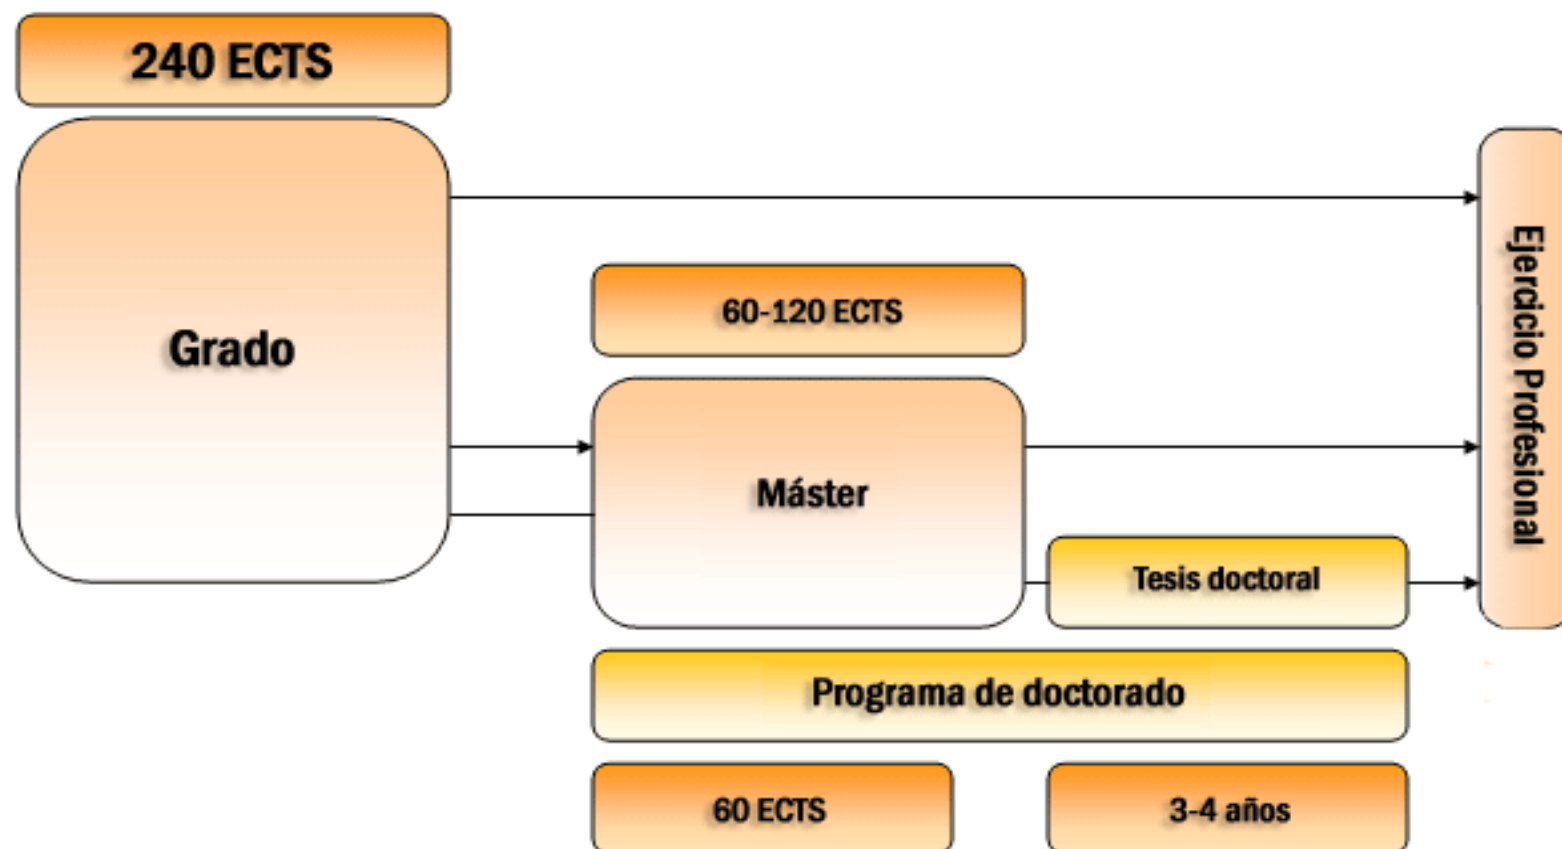 240 ECTS
Grado
60-120 ECTS
Máster
Tesis doctoral
Ejercicio Profesional
Programa de doctorado
60 ECTS
3-4 años